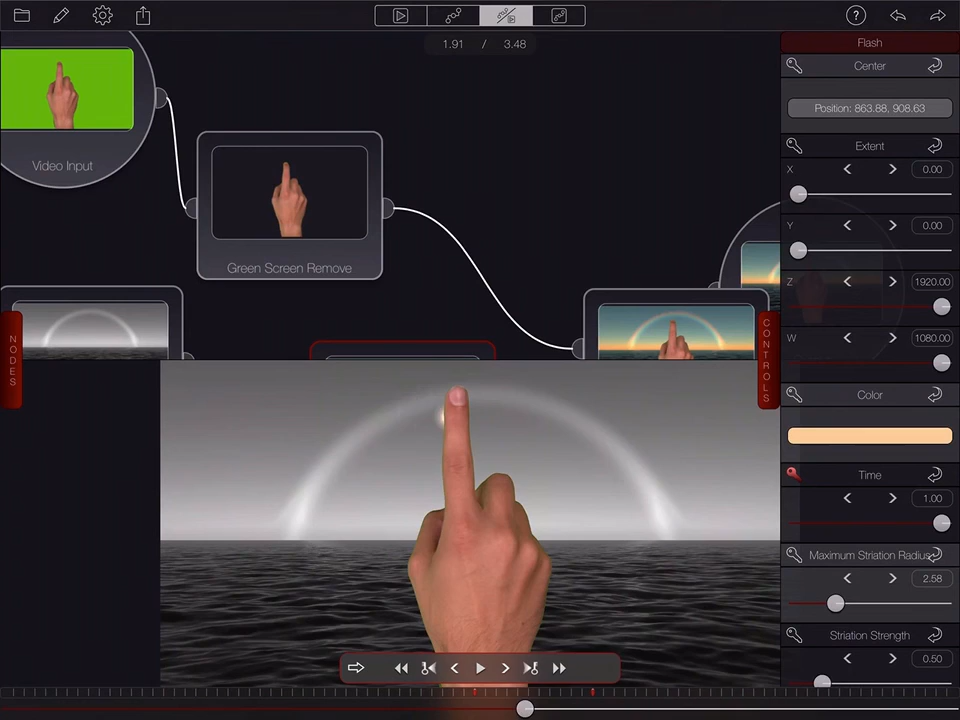 ?
1.91 / 3.48
Flash
Center
Position: 863.88, 908.63
Video Input
Extent
X 0.00
Green Screen Remove
Y 0.00
Z 1920.00
W 1080.00
NODES
CONTROLS
Color
Time
1.00
Maximum Striation Radius
2.58
Striation Strength
0.50